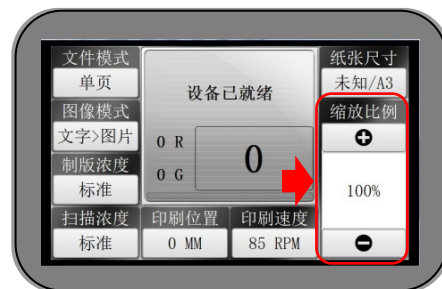 文件模式
单页
图像模式
文字>图片
制版浓度
标准
扫描浓度
标准
设备已就绪
0 R
0 G
0
印刷位置
0 MM
印刷速度
85 RPM
纸张尺寸
未知/A3
缩放比例
100%